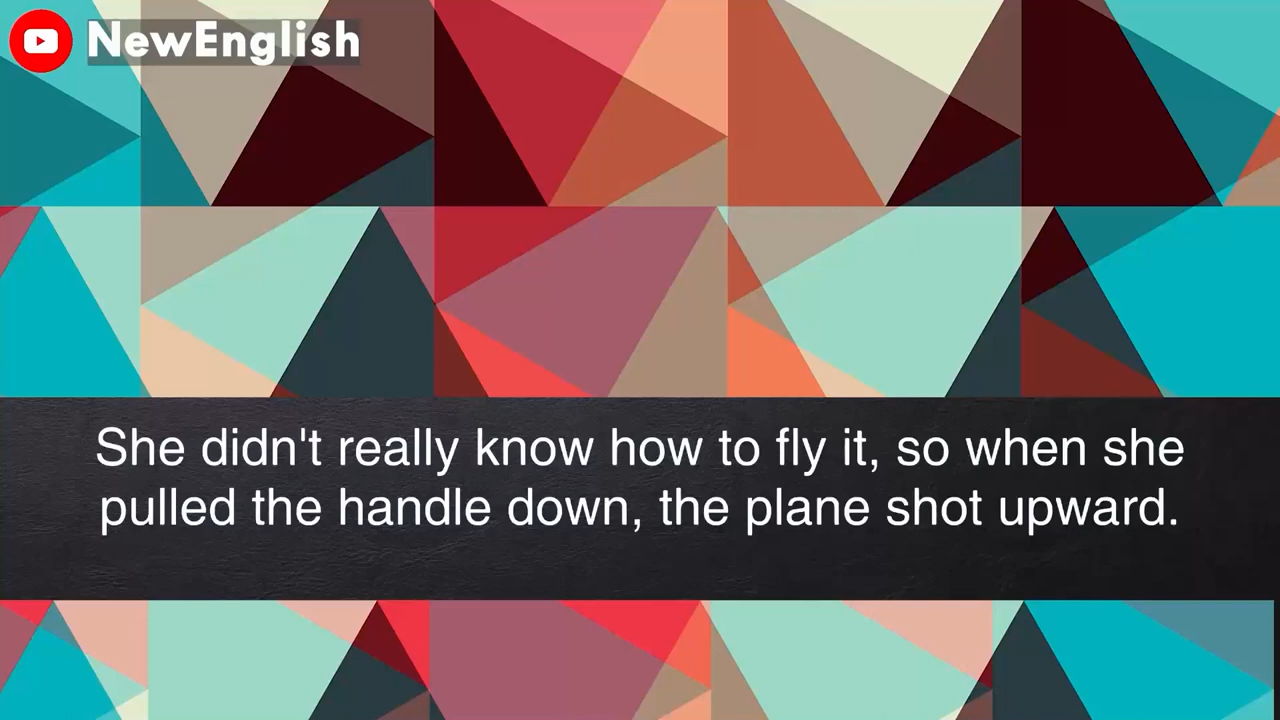 NewEnglish
She didn't really know how to fly it, so when she
pulled the handle down, the plane shot upward.